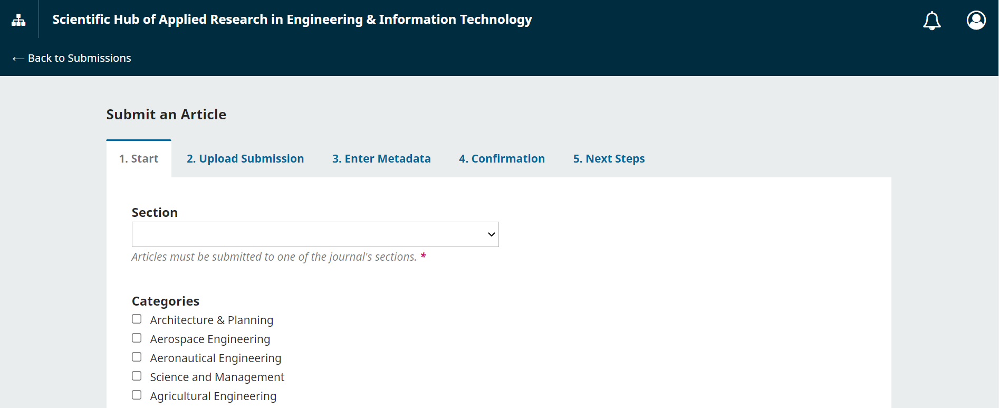 Scientific Hub of Applied Research in Engineering & Information Technology
← Back to Submissions
Submit an Article
1. Start 2. Upload Submission 3. Enter Metadata 4. Confirmation 5. Next Steps
Section
Articles must be submitted to one of the journal's sections. *
Categories
Architecture & Planning
Aerospace Engineering
Aeronautical Engineering
Science and Management
Agricultural Engineering